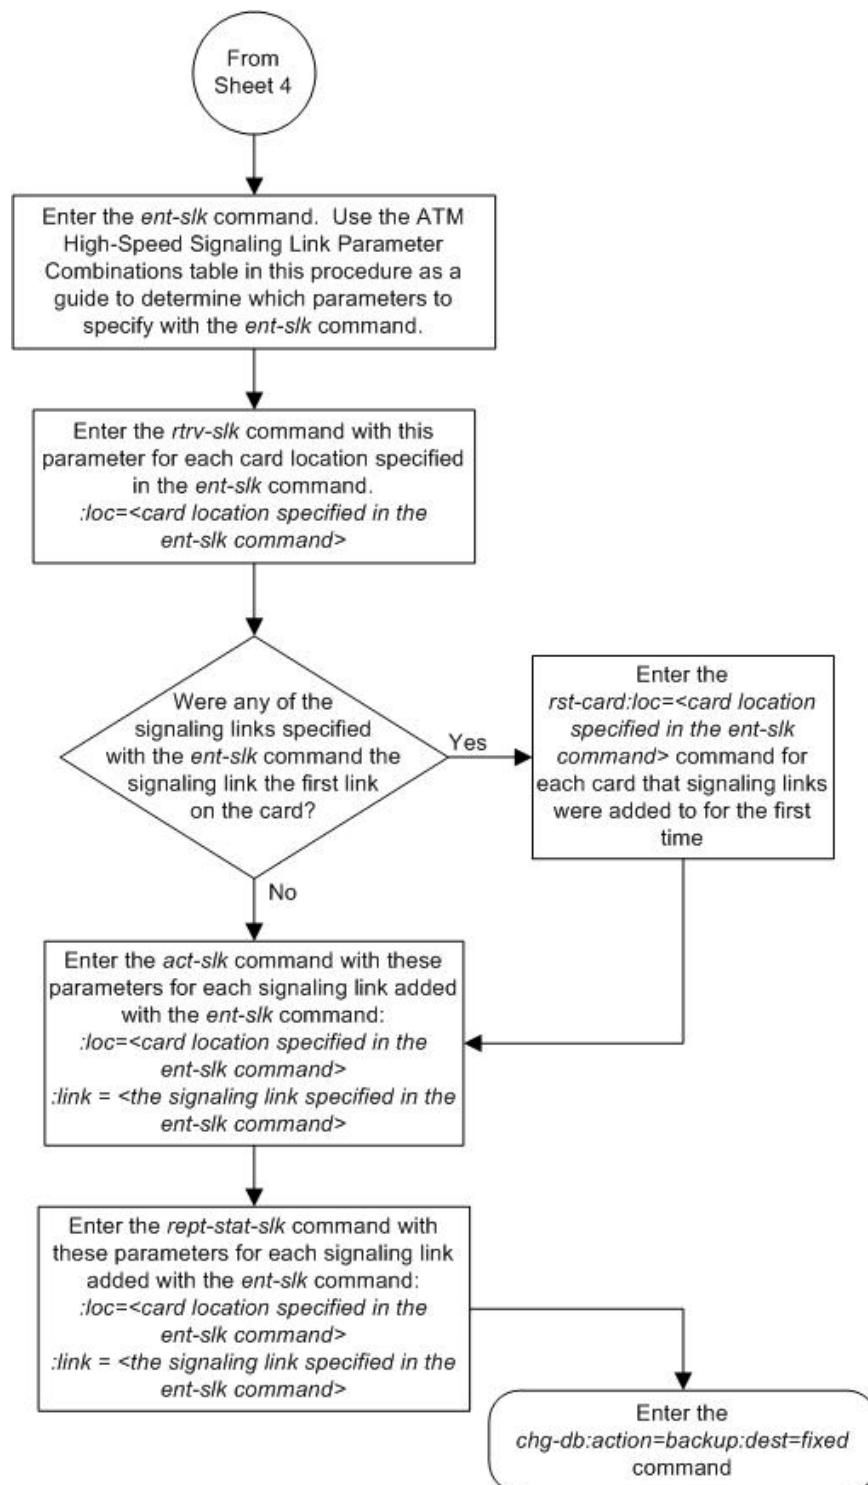 From
Sheet 4
Enter the ent-slk command. Use the ATM
High-Speed Signaling Link Parameter
Combinations table in this procedure as a
guide to determine which parameters to
specify with the ent-slk command.
Enter the rtrv-slk command with this
parameter for each card location specified
in the ent-slk command.
:loc=<card location specified in the
ent-slk command>
Were any of the
signaling links specified
with the ent-slk command the
signaling link the first link
on the card?
Yes
Enter the
rst-card:loc=<card location
specified in the ent-slk
command> command for
each card that signaling links
were added to for the first
time
No
Enter the act-slk command with these
parameters for each signaling link added
with the ent-slk command:
:loc=<card location specified in the
ent-slk command>
:link = <the signaling link specified in the
ent-slk command>
Enter the rept-stat-slk command with
these parameters for each signaling link
added with the ent-slk command:
:loc=<card location specified in the
ent-slk command>
:link = <the signaling link specified in the
ent-slk command>
Enter the
chg-db:action=backup:dest=fixed
command